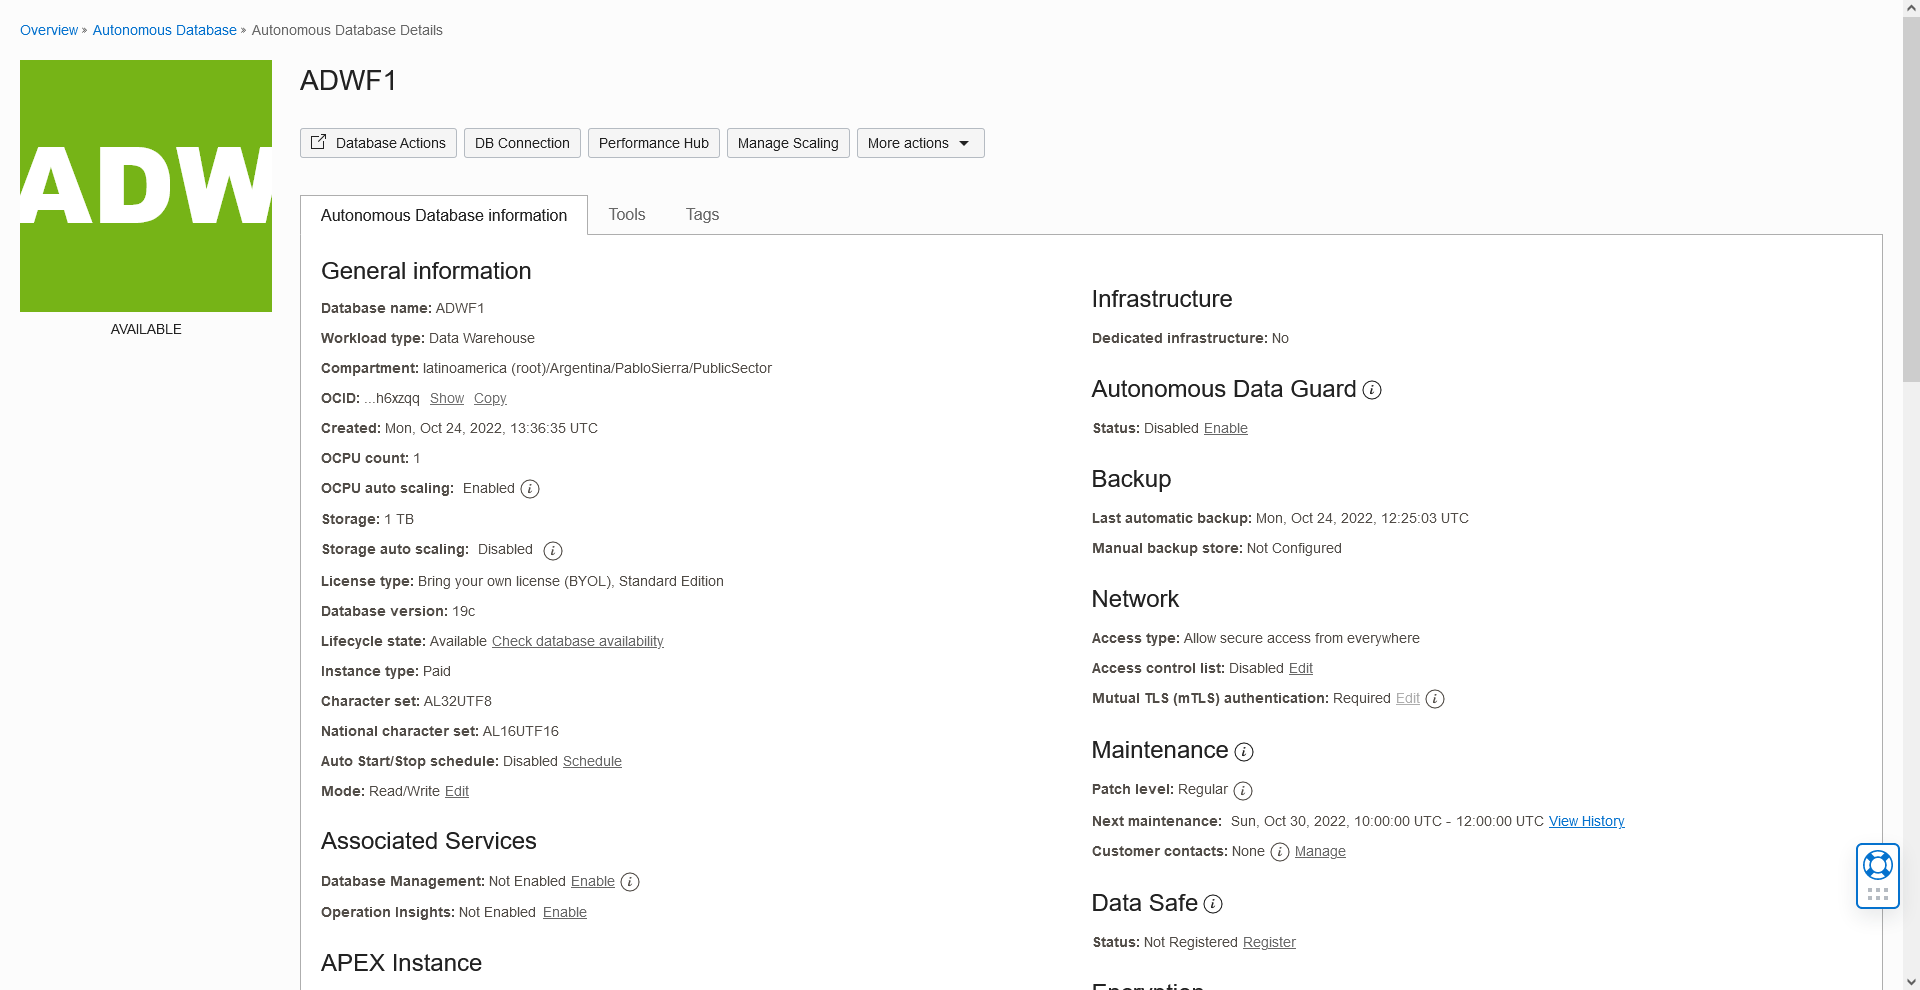 Overview » Autonomous Database » Autonomous Database Details
ADW
AVAILABLE
ADWF1
Database Actions
DB Connection
Performance Hub
Manage Scaling
More actions
Autonomous Database information
Tools
Tags
General information
Database name: ADWF1
Workload type: Data Warehouse
Compartment: latinoamerica (root)/Argentina/PabloSierra/PublicSector
OCID: ...h6xzqq Show Copy
Created: Mon, Oct 24, 2022, 13:36:35 UTC
OCPU count: 1
OCPU auto scaling: Enabled
Storage: 1 TB
Storage auto scaling: Disabled
License type: Bring your own license (BYOL), Standard Edition
Database version: 19c
Lifecycle state: Available Check database availability
Instance type: Paid
Character set: AL32UTF8
National character set: AL16UTF16
Auto Start/Stop schedule: Disabled Schedule
Mode: Read/Write Edit
Associated Services
Database Management: Not Enabled Enable
Operation Insights: Not Enabled Enable
APEX Instance
Infrastructure
Dedicated infrastructure: No
Autonomous Data Guard
Status: Disabled Enable
Backup
Last automatic backup: Mon, Oct 24, 2022, 12:25:03 UTC
Manual backup store: Not Configured
Network
Access type: Allow secure access from everywhere
Access control list: Disabled Edit
Mutual TLS (mTLS) authentication: Required Edit
Maintenance
Patch level: Regular
Next maintenance: Sun, Oct 30, 2022, 10:00:00 UTC - 12:00:00 UTC View History
Customer contacts: None Manage
Data Safe
Status: Not Registered Register
Encryption